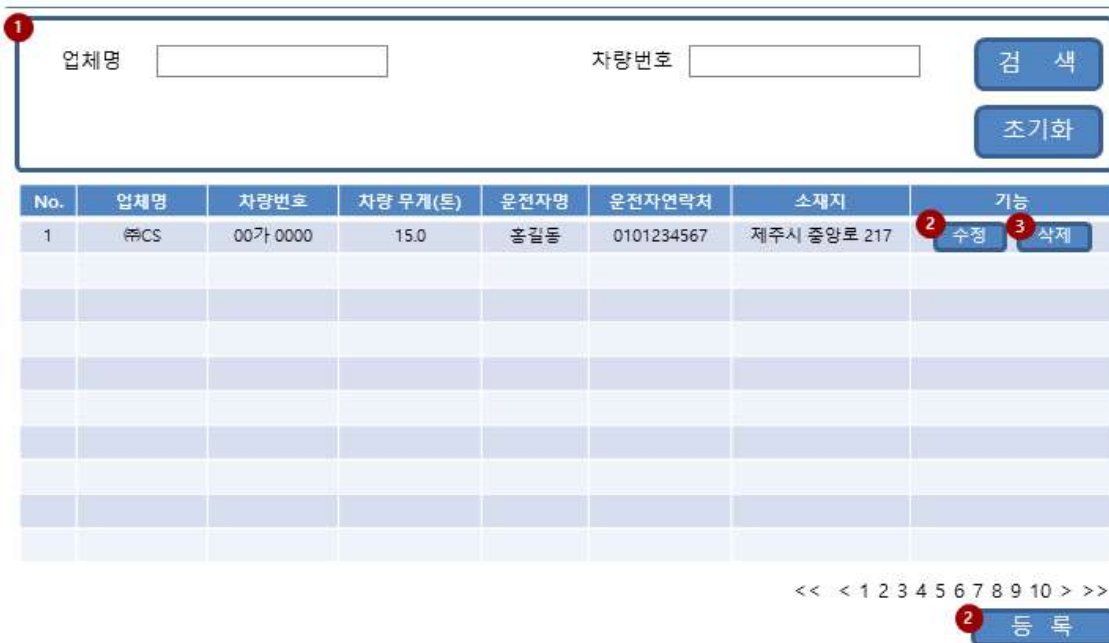 1
업체명 차량번호 검 색
초기화
No. 업체명 차량번호 차량 무게(톤) 운전자명 운전자연락처 소재지 기능
1 ㈜CS 00가 0000 15.0 홍길동 0101234567 제주시 중앙로 217 2 수정 3 삭제
<< < 1 2 3 4 5 6 7 8 9 10 > >>
2 등 록